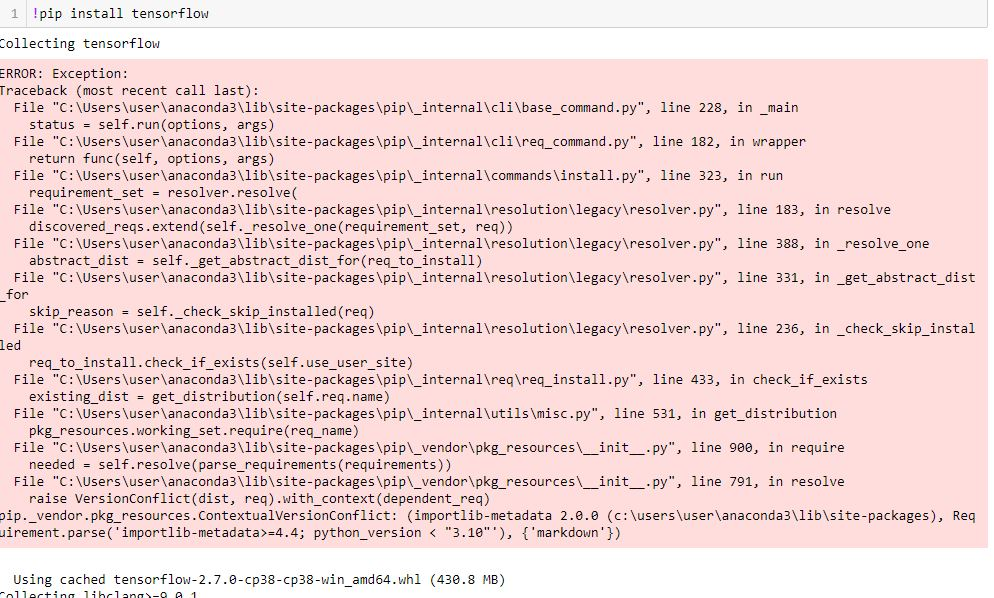 1 !pip install tensorflow
Collecting tensorflow
ERROR: Exception:
Traceback (most recent call last):
  File "C:\Users\user\anaconda3\lib\site-packages\pip\_internal\cli\base_command.py", line 228, in _main
    status = self.run(options, args)
  File "C:\Users\user\anaconda3\lib\site-packages\pip\_internal\cli\req_command.py", line 182, in wrapper
    return func(self, options, args)
  File "C:\Users\user\anaconda3\lib\site-packages\pip\_internal\commands\install.py", line 323, in run
    requirement_set = resolver.resolve(
  File "C:\Users\user\anaconda3\lib\site-packages\pip\_internal\resolution\legacy\resolver.py", line 183, in resolve
    discovered_reqs.extend(self._resolve_one(requirement_set, req))
  File "C:\Users\user\anaconda3\lib\site-packages\pip\_internal\resolution\legacy\resolver.py", line 388, in _resolve_one
    abstract_dist = self._get_abstract_dist_for(req_to_install)
  File "C:\Users\user\anaconda3\lib\site-packages\pip\_internal\resolution\legacy\resolver.py", line 331, in _get_abstract_dist
_for
    skip_reason = self._check_skip_installed(req)
  File "C:\Users\user\anaconda3\lib\site-packages\pip\_internal\resolution\legacy\resolver.py", line 236, in _check_skip_instal
led
    req_to_install.check_if_exists(self.use_user_site)
  File "C:\Users\user\anaconda3\lib\site-packages\pip\_internal\req\req_install.py", line 433, in check_if_exists
    existing_dist = get_distribution(self.req.name)
  File "C:\Users\user\anaconda3\lib\site-packages\pip\_internal\utils\misc.py", line 531, in get_distribution
    pkg_resources.working_set.require(req_name)
  File "C:\Users\user\anaconda3\lib\site-packages\pip\_vendor\pkg_resources\__init__.py", line 900, in require
    needed = self.resolve(parse_requirements(requirements))
  File "C:\Users\user\anaconda3\lib\site-packages\pip\_vendor\pkg_resources\__init__.py", line 791, in resolve
    raise VersionConflict(dist, req).with_context(dependent_req)
pip._vendor.pkg_resources.ContextualVersionConflict: (importlib-metadata 2.0.0 (c:\users\user\anaconda3\lib\site-packages), Req
uirement.parse('importlib-metadata>=4.4; python_version < "3.10"'), {'markdown'})
  Using cached tensorflow-2.7.0-cp38-cp38-win_amd64.whl (430.8 MB)
Collecting libclang>=9.0.1